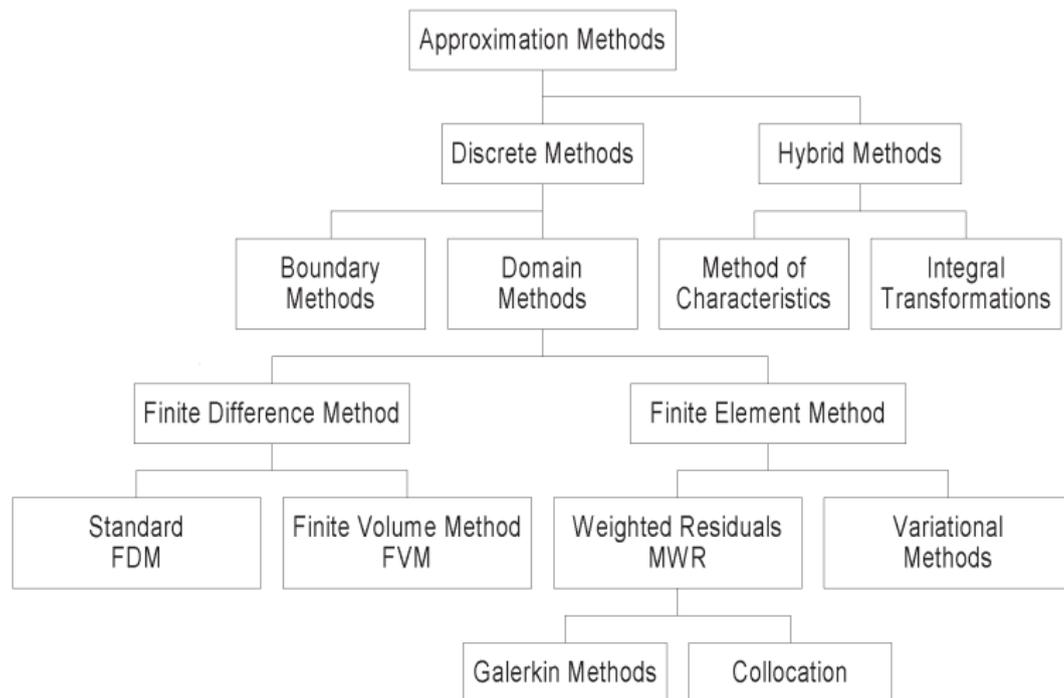 Approximation Methods
Discrete Methods
Hybrid Methods
Boundary
Methods
Domain
Methods
Method of
Characteristics
Integral
Transformations
Finite Difference Method
Finite Element Method
Standard
FDM
Finite Volume Method
FVM
Weighted Residuals
MWR
Variational
Methods
Galerkin Methods
Collocation